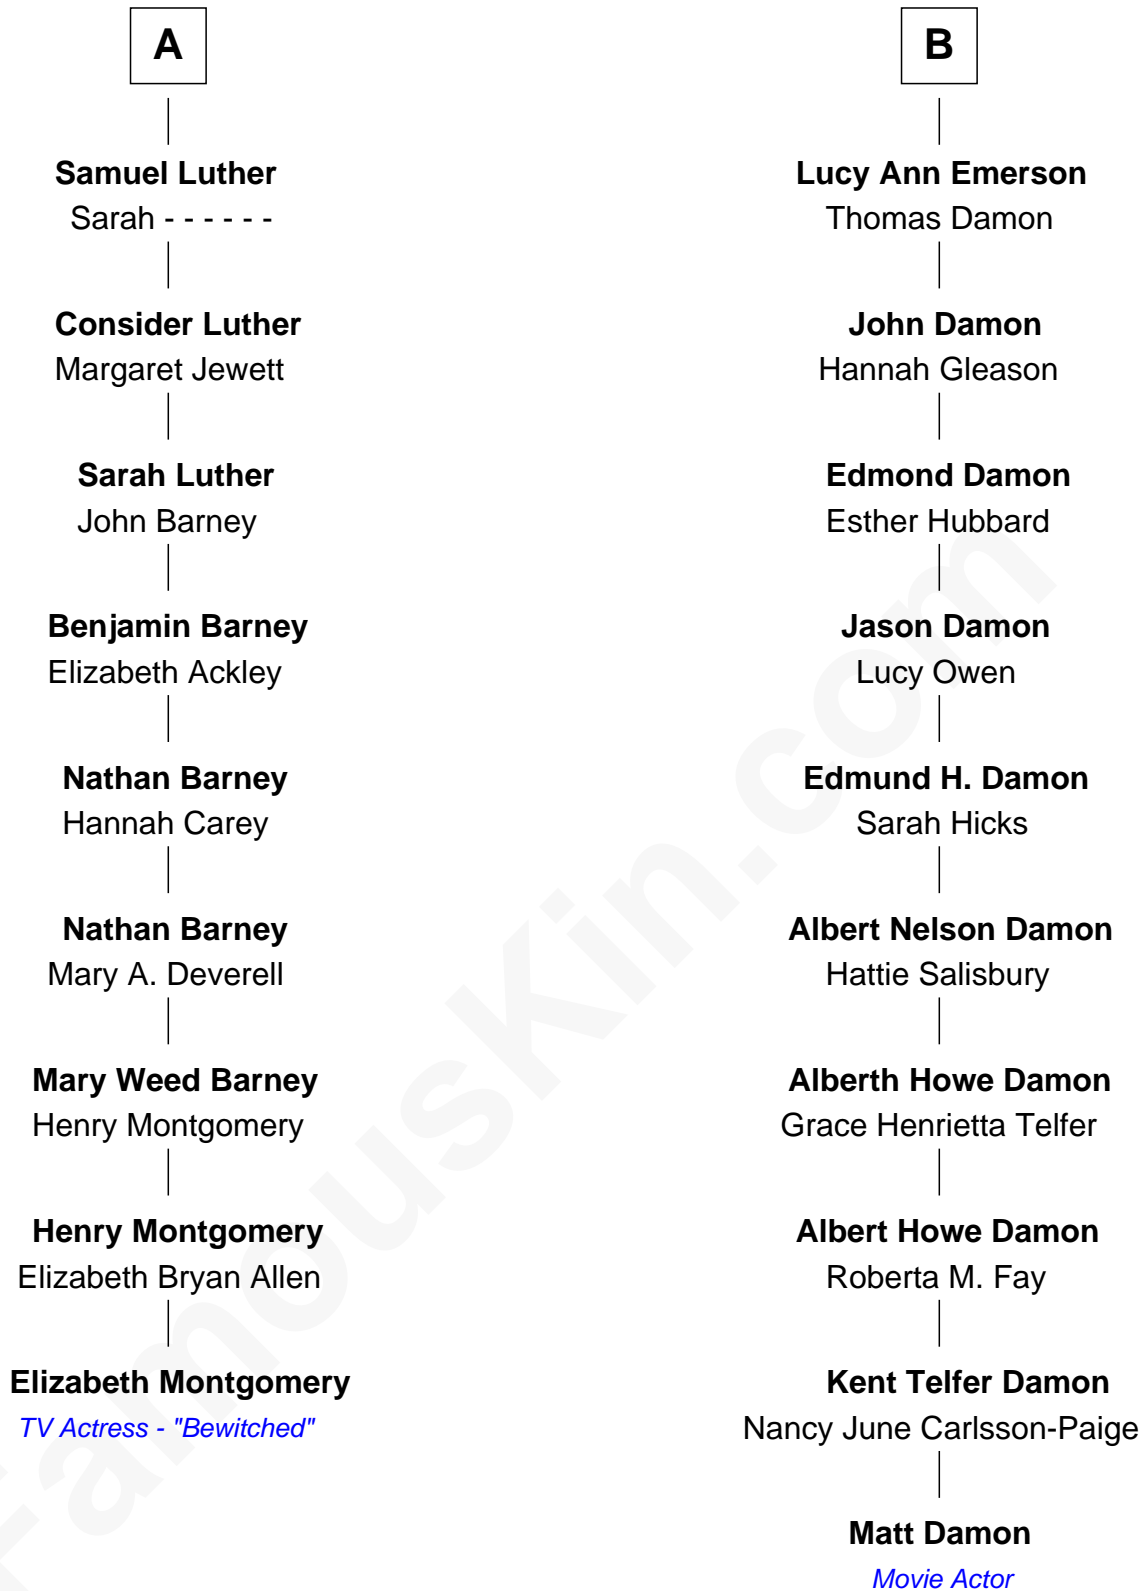 A
Samuel Luther
Sarah - - - - - -
Consider Luther
Margaret Jewett
Sarah Luther
John Barney
Benjamin Barney
Elizabeth Ackley
Nathan Barney
Hannah Carey
Nathan Barney
Mary A. Deverell
Mary Weed Barney
Henry Montgomery
Henry Montgomery
Elizabeth Bryan Allen
Elizabeth Montgomery
TV Actress - "Bewitched"
B
Lucy Ann Emerson
Thomas Damon
John Damon
Hannah Gleason
Edmond Damon
Esther Hubbard
Jason Damon
Lucy Owen
Edmund H. Damon
Sarah Hicks
Albert Nelson Damon
Hattie Salisbury
Alberth Howe Damon
Grace Henrietta Telfer
Albert Howe Damon
Roberta M. Fay
Kent Telfer Damon
Nancy June Carlsson-Paige
Matt Damon
Movie Actor
FamousKin.com